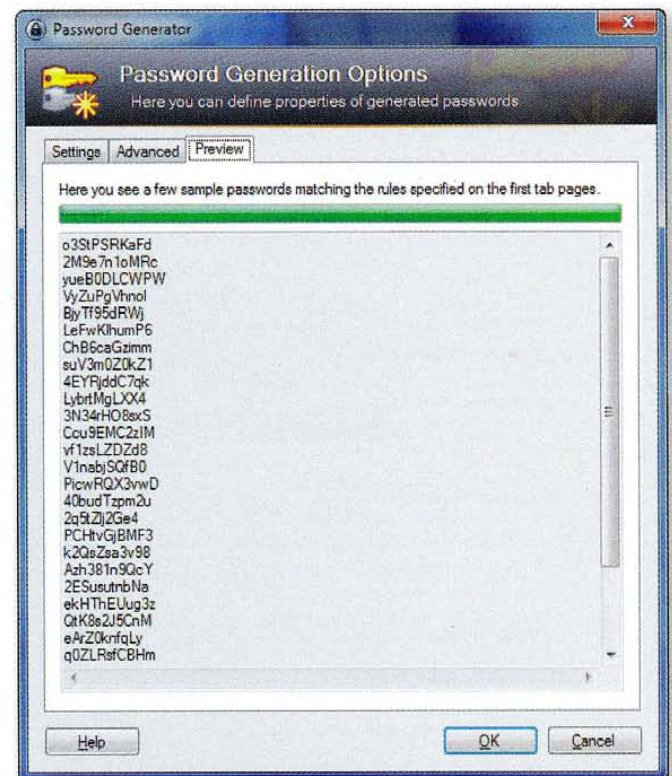 Password Generator
Password Generation Options
Here you can define properties of generated passwords
Settings Advanced Preview
Here you see a few sample passwords matching the rules specified on the first tab pages.
o3StPSRKaFd
2M9e7n1oMRc
yueB0DLCWPW
VyZuPgVhnol
BjyTf95dRWj
LeFwKlhumP6
ChB6caGzimm
suV3m0Z0kZ1
4EYRjddC7qk
LybrtMgLXX4
3N34rHO8sxS
Ccu9EMC2zIM
vf1zsLZDZd8
V1nabjSQfB0
PicwRQX3vwD
40budTzpm2u
2q5tZlj2Ge4
PCHtvGjBMF3
k2QsZsa3v98
Azh381n9QcY
2ESusutnbNa
ekHThEUug3z
QtK8s2J5CnM
eArZ0knfqLy
q0ZLRsfCBHm
Help OK Cancel